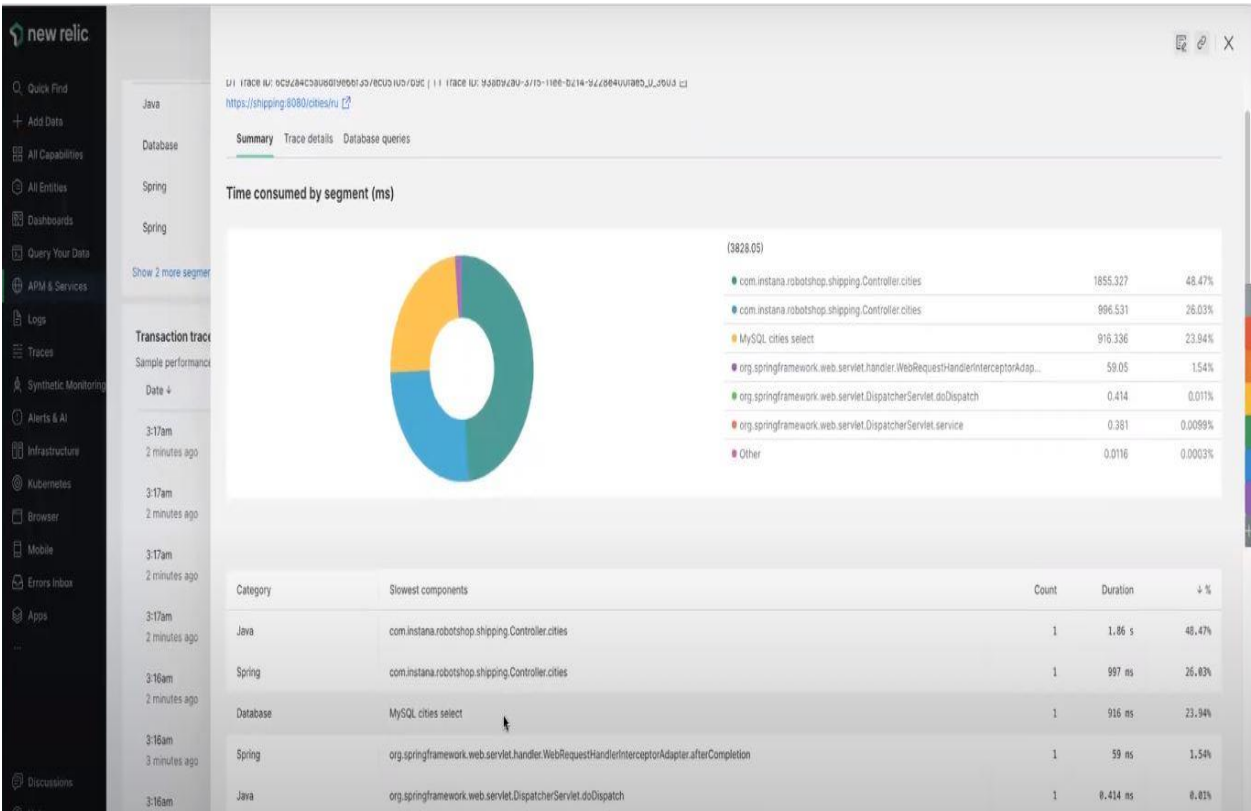 new relic
Quick Find
Add Data
All Capabilities
All Entities
Dashboards
Query Your Data
APM & Services
Logs
Traces
Synthetic Monitoring
Alerts & AI
Infrastructure
Kubernetes
Browser
Mobile
Errors Inbox
Apps
...
Discussions
Java
Database
Spring
Spring
Show 2 more segmer
Transaction trace
Sample performance
Date ↓
3:17am
2 minutes ago
3:17am
2 minutes ago
3:17am
2 minutes ago
3:17am
2 minutes ago
3:16am
2 minutes ago
3:16am
3 minutes ago
3:16am
https://shipping:8080/cities/ru
Summary Trace details Database queries
Time consumed by segment (ms)
(3828.05)
com.instana.robotshop.shipping.Controller.cities 1855.327 48.47%
com.instana.robotshop.shipping.Controller.cities 996.531 26.03%
MySQL cities select 916.336 23.94%
org.springframework.web.servlet.handler.WebRequestHandlerInterceptorAdap... 59.05 1.54%
org.springframework.web.servlet.DispatcherServlet.doDispatch 0.414 0.011%
org.springframework.web.servlet.DispatcherServlet.service 0.381 0.0099%
Other 0.0116 0.0003%
Category Slowest components Count Duration ↓ %
Java com.instana.robotshop.shipping.Controller.cities 1 1.86 s 48.47%
Spring com.instana.robotshop.shipping.Controller.cities 1 997 ms 26.03%
Database MySQL cities select 1 916 ms 23.94%
Spring org.springframework.web.servlet.handler.WebRequestHandlerInterceptorAdapter.afterCompletion 1 59 ms 1.54%
Java org.springframework.web.servlet.DispatcherServlet.doDispatch 1 0.414 ms 0.01%